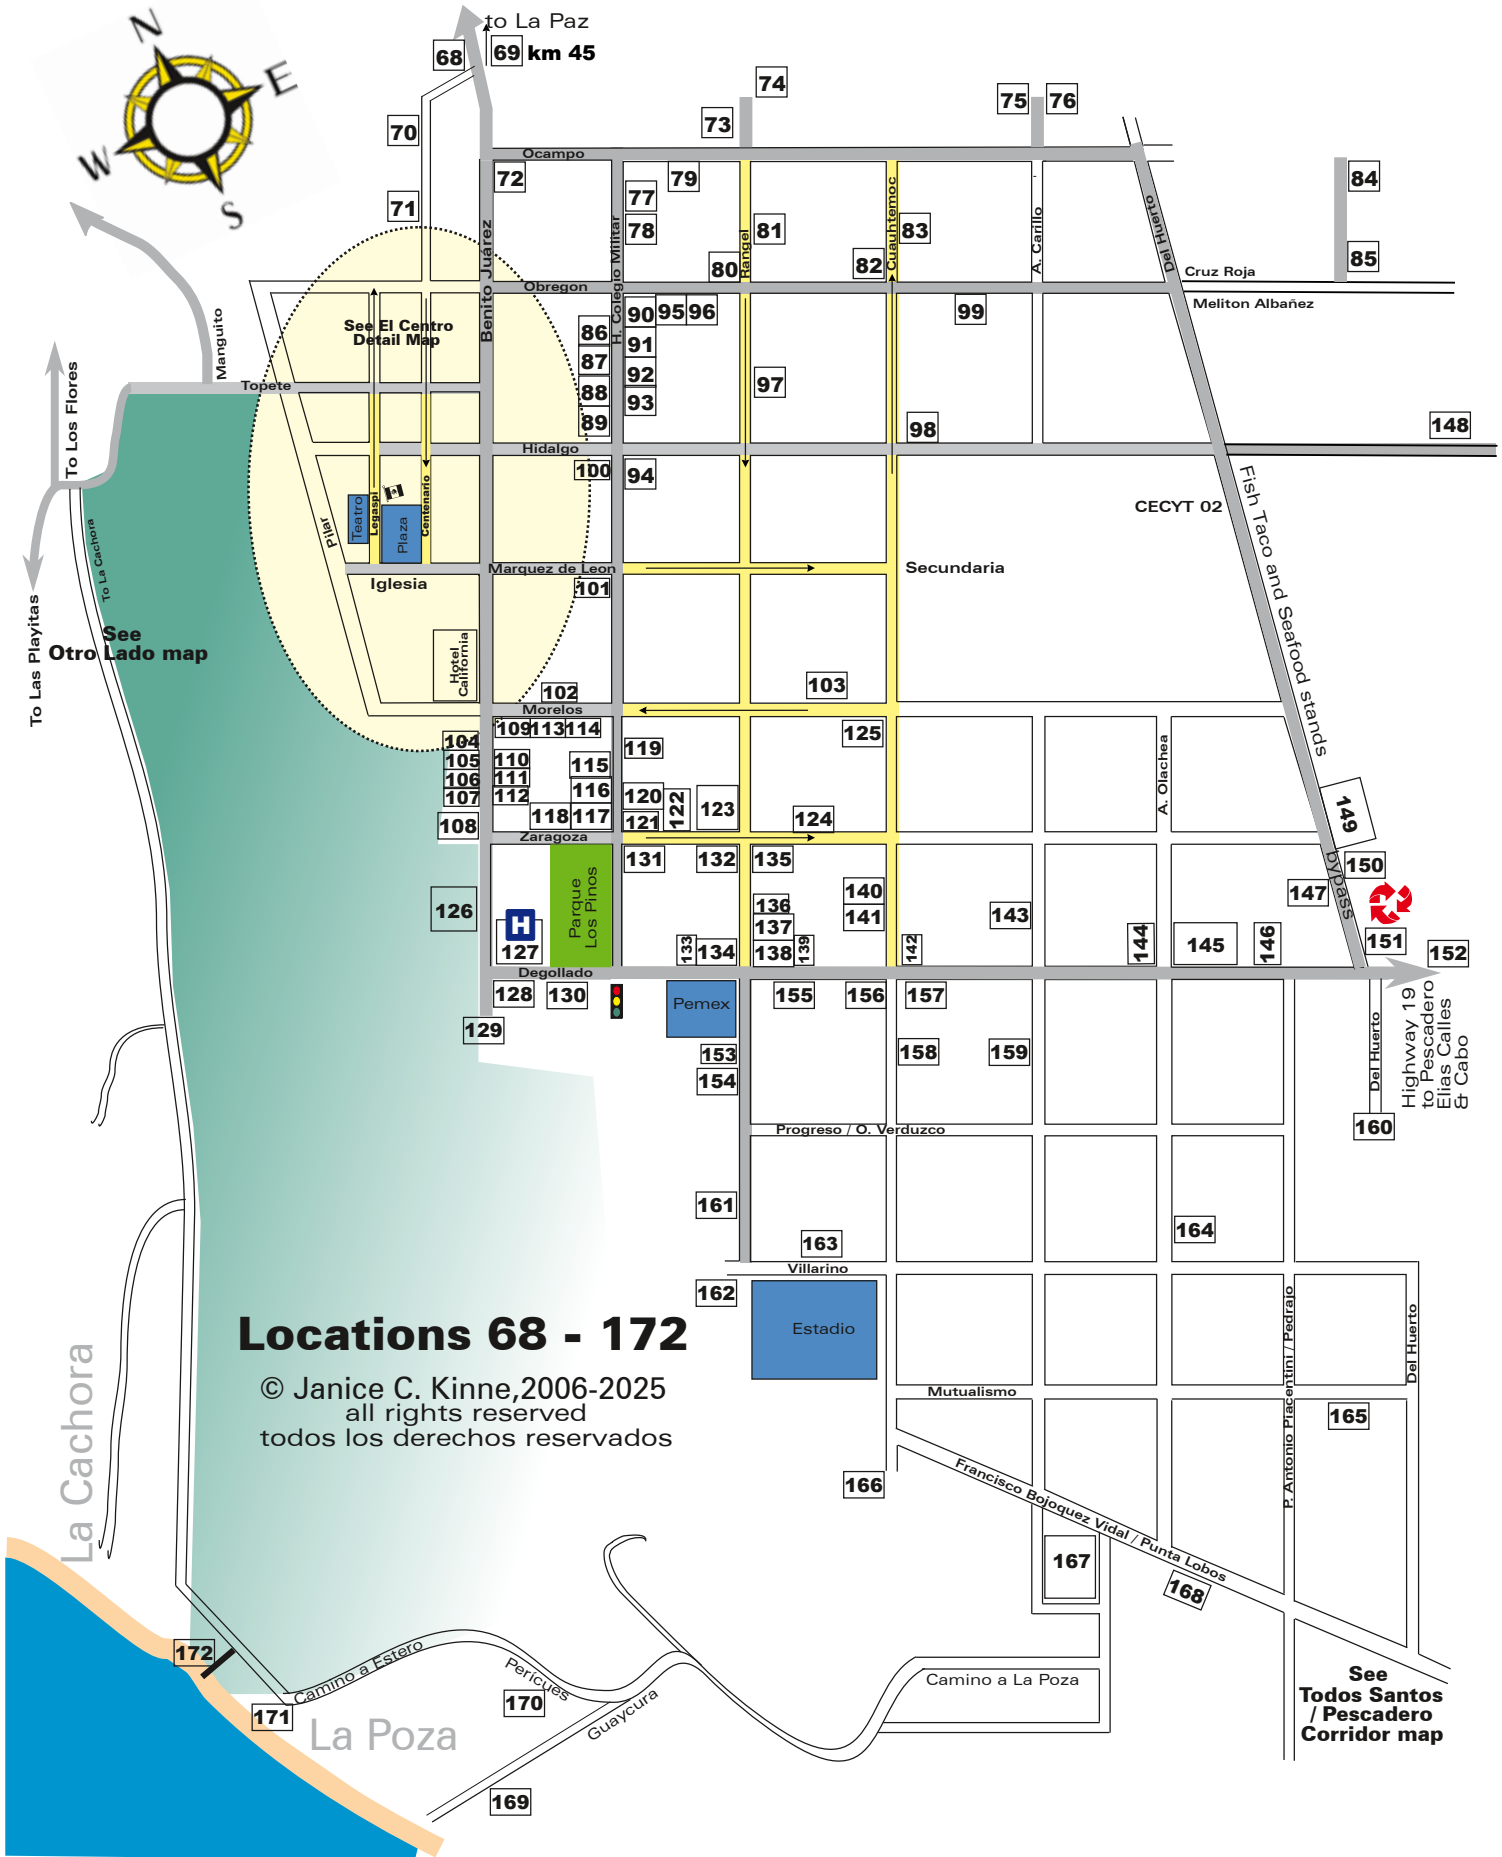 N
E
W
S
to La Paz
68
69 km 45
70
71
72
73
74
75
76
77
78
79
80
81
82
83
84
85
Ocampo
Benito Juárez
H. Colegio Militar
Rangel
Cuauhtemoc
A. Carillo
Del Huerto
Cruz Roja
Meliton Albañez
Obregon
Manguito
See El Centro
Detail Map
86
87
88
89
90
91
92
93
94
95
96
97
98
99
100
148
Topete
To Los Flores
Hidalgo
To La Cachora
Pilar
Teatro
Legaspi
Plaza
Centenario
CECYT 02
Fish Taco and Seafood stands
Marquez de Leon
Iglesia
Secundaria
101
To Las Playitas
See
Otro Lado map
Hotel
California
102
103
Morelos
104
105
106
107
108
109
110
111
112
113
114
115
116
117
118
119
120
121
122
123
124
125
A. Olachea
149
Zaragoza
bypass
126
H
127
Parque
Los Pinos
131
132
133
134
135
136
137
138
139
140
141
142
143
144
145
146
147
150
151
152
Degollado
128
129
130
Pemex
153
154
155
156
157
158
159
Del Huerto
160
Highway 19
to Pescadero
Elias Calles
& Cabo
Progreso / O. Verduzco
161
162
163
164
Villarino
Estadio
P. Antonio Piacentini / Pedrajo
Del Huerto
Mutualismo
165
Locations 68 - 172
© Janice C. Kinne,2006-2025
all rights reserved
todos los derechos reservados
La Cachora
166
Francisco Bojoquez Vidal / Punta Lobos
167
168
172
Camino a Estero
Pericues
170
Guaycura
171
La Poza
Camino a La Poza
169
See
Todos Santos
/ Pescadero
Corridor map